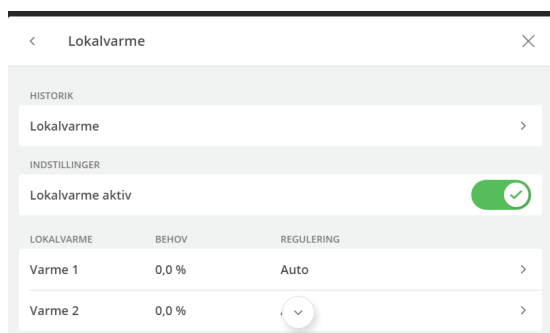 Lokalvarme
HISTORIK
Lokalvarme
INDSTILLINGER
Lokalvarme aktiv
LOKALVARME BEHOV REGULERING
Varme 1 0,0 % Auto
Varme 2 0,0 %